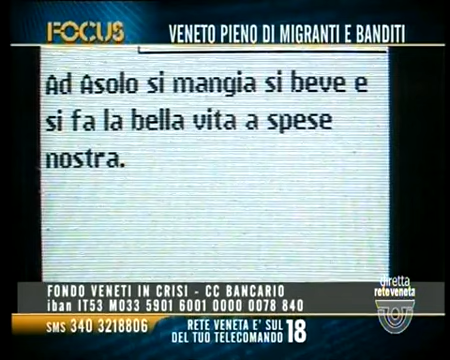 FOCUS
VENETO PIENO DI MIGRANTI E BANDITI
Ad Asolo si mangia si beve e
si fa la bella vita a spese
nostra.
diretta
reteveneta
FONDO VENETI IN CRISI - CC BANCARIO
iban IT53 M033 5901 6001 0000 0078 840
SMS 340 3218806
RETE VENETA E' SUL
DEL TUO TELECOMANDO
18